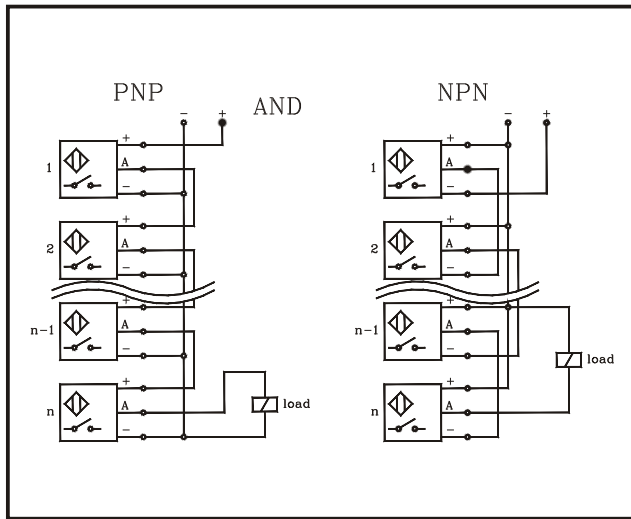 PNP AND NPN
- + - +
1 + A -
2 + A -
n-1 + A -
n + A - load
1 + A -
2 + A -
n-1 + A -
load
n + A -